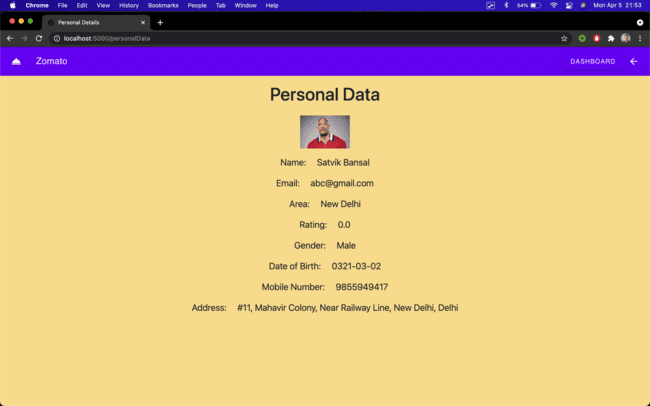 Chrome File Edit View History Bookmarks People Tab Window Help 54% Mon Apr 5 21:53
Personal Details
localhost:5000/personalData
Zomato DASHBOARD
Personal Data
Name: Satvik Bansal
Email: abc@gmail.com
Area: New Delhi
Rating: 0.0
Gender: Male
Date of Birth: 0321-03-02
Mobile Number: 9855949417
Address: #11, Mahavir Colony, Near Railway Line, New Delhi, Delhi